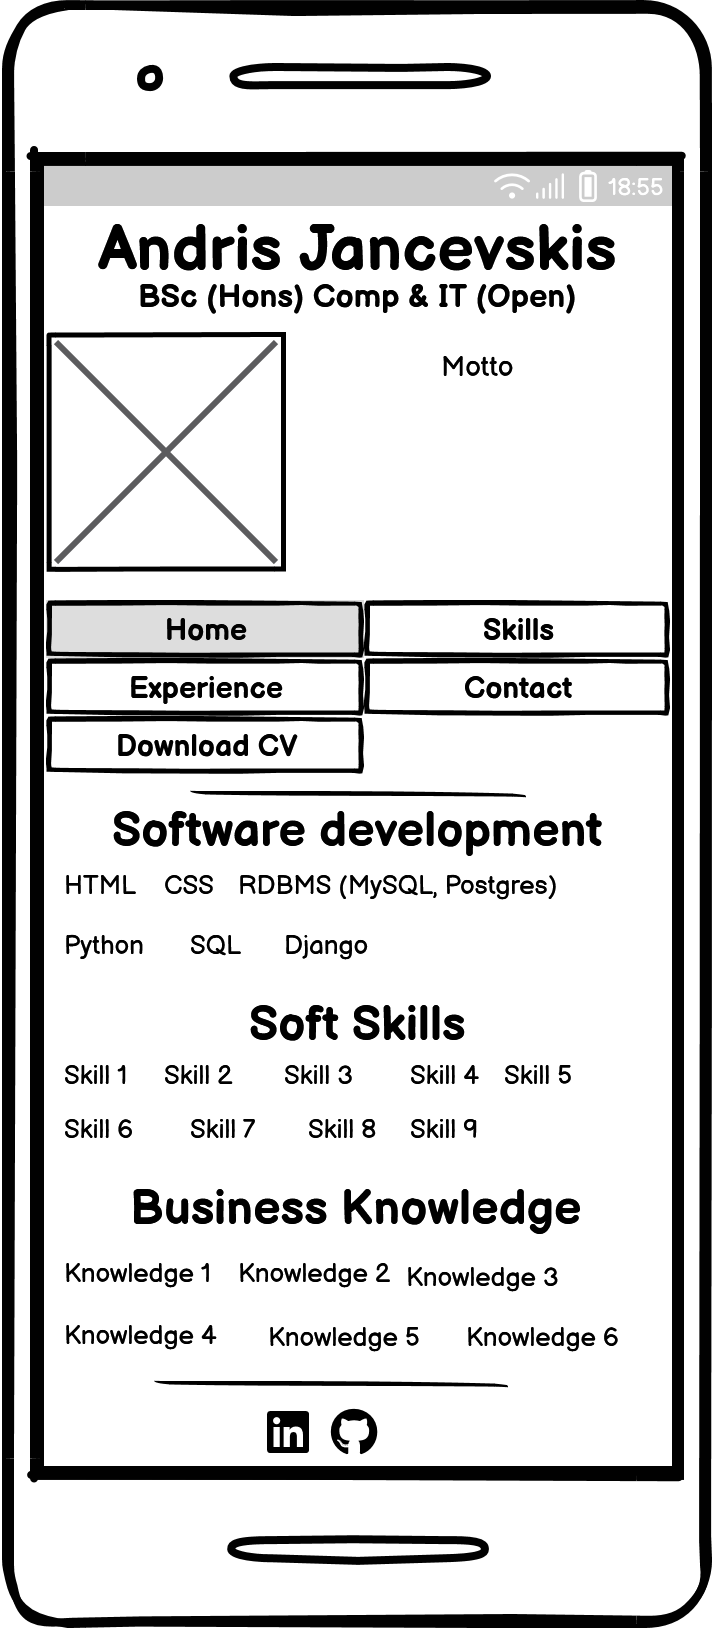 18:55
Andris Jancevskis
BSc (Hons) Comp & IT (Open)
Motto
Home Skills
Experience Contact
Download CV
Software development
HTML CSS RDBMS (MySQL, Postgres)
Python SQL Django
Soft Skills
Skill 1 Skill 2 Skill 3 Skill 4 Skill 5
Skill 6 Skill 7 Skill 8 Skill 9
Business Knowledge
Knowledge 1 Knowledge 2 Knowledge 3
Knowledge 4 Knowledge 5 Knowledge 6
in